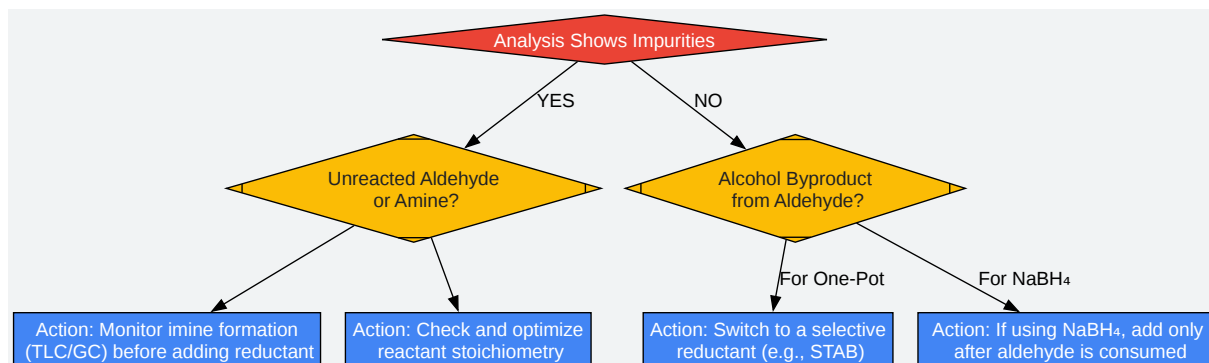 Analysis Shows Impurities
YES
NO
Unreacted Aldehyde
or Amine?
Alcohol Byproduct
from Aldehyde?
For One-Pot
For NaBH₄
Action: Monitor imine formation
(TLC/GC) before adding reductant
Action: Check and optimize
reactant stoichiometry
Action: Switch to a selective
reductant (e.g., STAB)
Action: If using NaBH₄, add only
after aldehyde is consumed